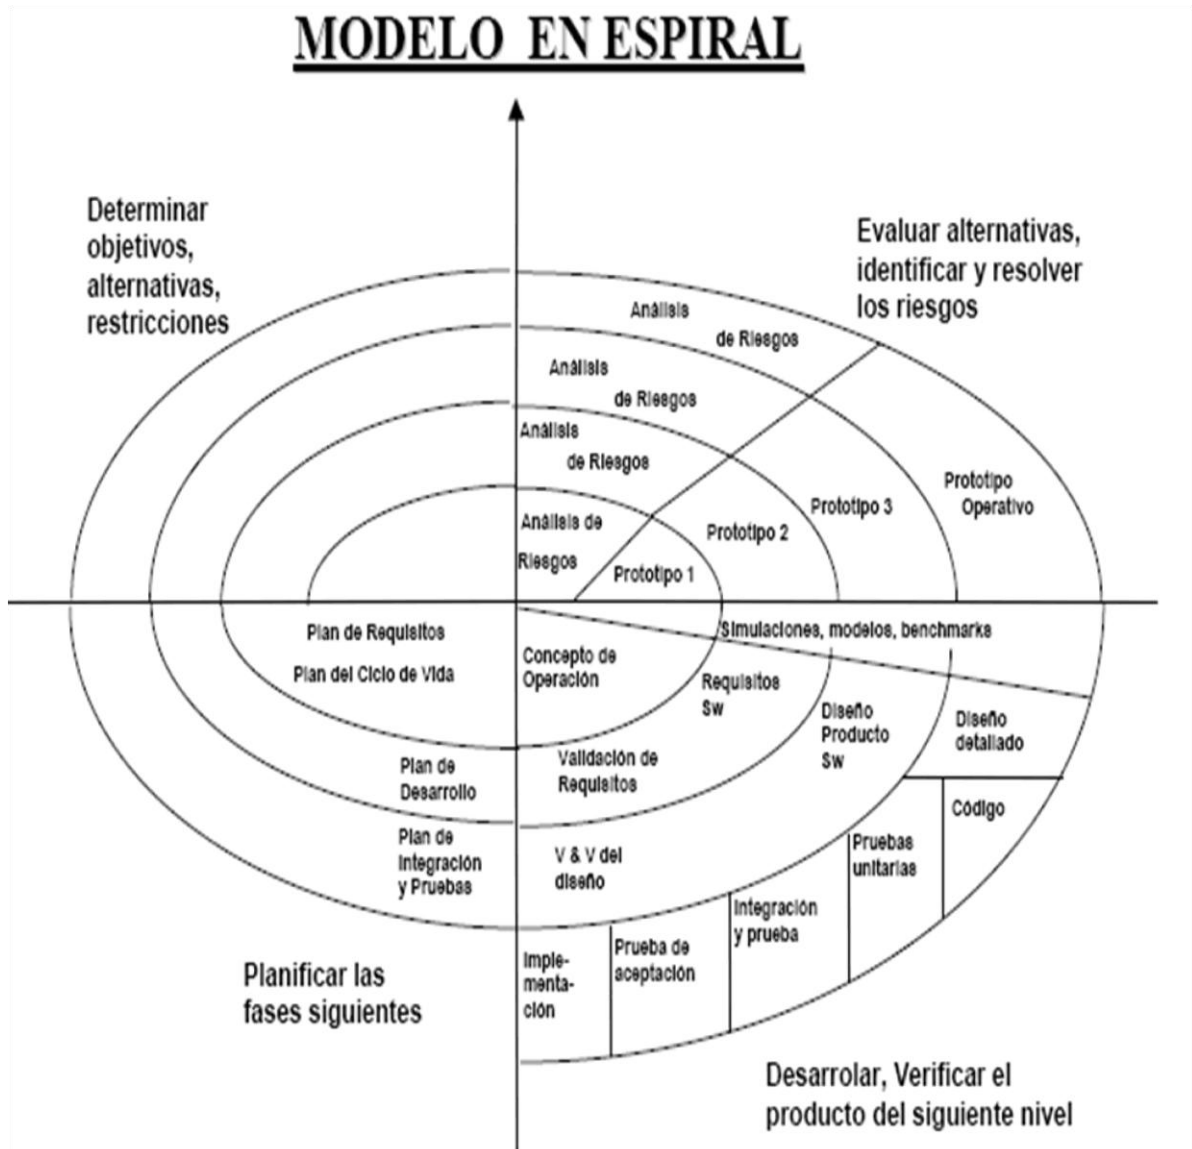 MODELO EN ESPIRAL
Determinar
objetivos,
alternativas,
restricciones
Evaluar alternativas,
identificar y resolver
los riesgos
Análisis
de Riesgos
Análisis
de Riesgos
Análisis
de Riesgos
Análisis de
Riesgos
Prototipo 1
Prototipo 2
Prototipo 3
Prototipo
Operativo
Simulaciones, modelos, benchmarks
Plan de Requisitos
Plan del Ciclo de Vida
Concepto de
Operación
Requisitos
Sw
Diseño
Producto
Sw
Diseño
detallado
Plan de
Desarrollo
Validación de
Requisitos
Código
Plan de
Integración
y Pruebas
V & V del
diseño
Pruebas
unitarias
Integración
y prueba
Prueba de
aceptación
Imple-
menta-
ción
Planificar las
fases siguientes
Desarrolar, Verificar el
producto del siguiente nivel